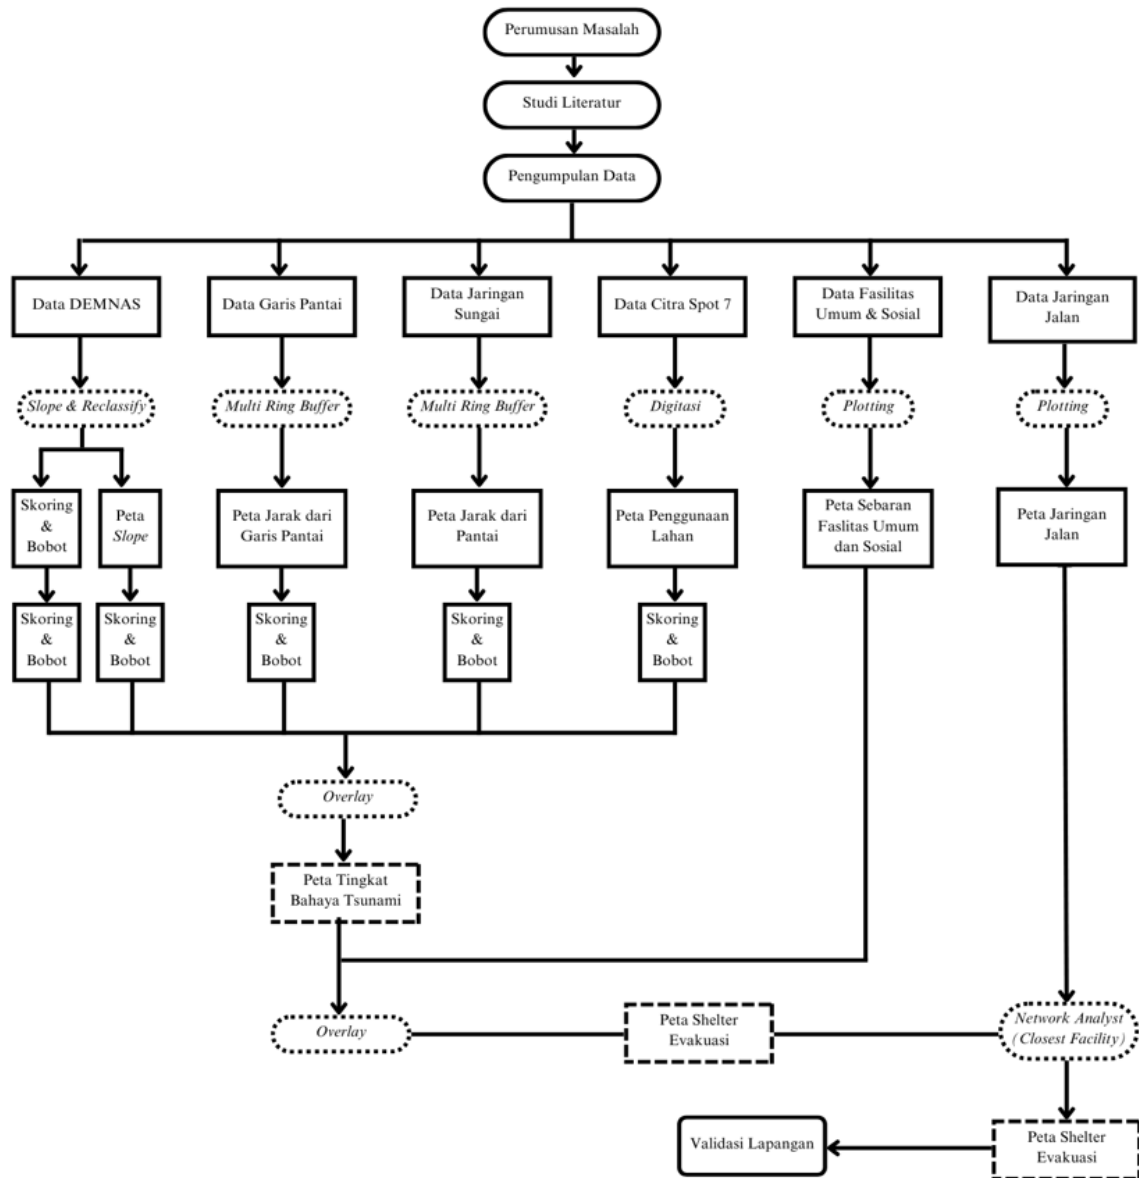 Perumusan Masalah
Studi Literatur
Pengumpulan Data
Data DEMNAS
Data Garis Pantai
Data Jaringan
Sungai
Data Citra Spot 7
Data Fasilitas
Umum & Sosial
Data Jaringan
Jalan
Slope & Reclassify
Multi Ring Buffer
Multi Ring Buffer
Digitasi
Plotting
Plotting
Skoring
&
Bobot
Peta
Slope
Peta Jarak dari
Garis Pantai
Peta Jarak dari
Pantai
Peta Penggunaan
Lahan
Peta Sebaran
Faslitas Umum
dan Sosial
Peta Jaringan
Jalan
Skoring
&
Bobot
Skoring
&
Bobot
Skoring
&
Bobot
Skoring
&
Bobot
Skoring
&
Bobot
Overlay
Peta Tingkat
Bahaya Tsunami
Overlay
Peta Shelter
Evakuasi
Network Analyst
(Closest Facility)
Validasi Lapangan
Peta Shelter
Evakuasi